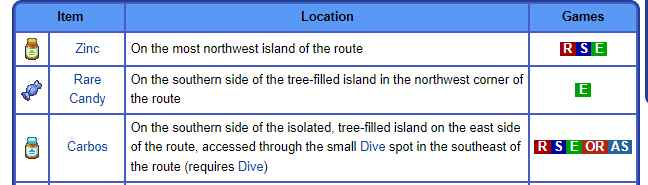 Item Location Games
Zinc On the most northwest island of the route R S E
Rare Candy On the southern side of the tree-filled island in the northwest corner of the route E
Carbos On the southern side of the isolated, tree-filled island on the east side of the route, accessed through the small Dive spot in the southeast of the route (requires Dive) R S E OR AS